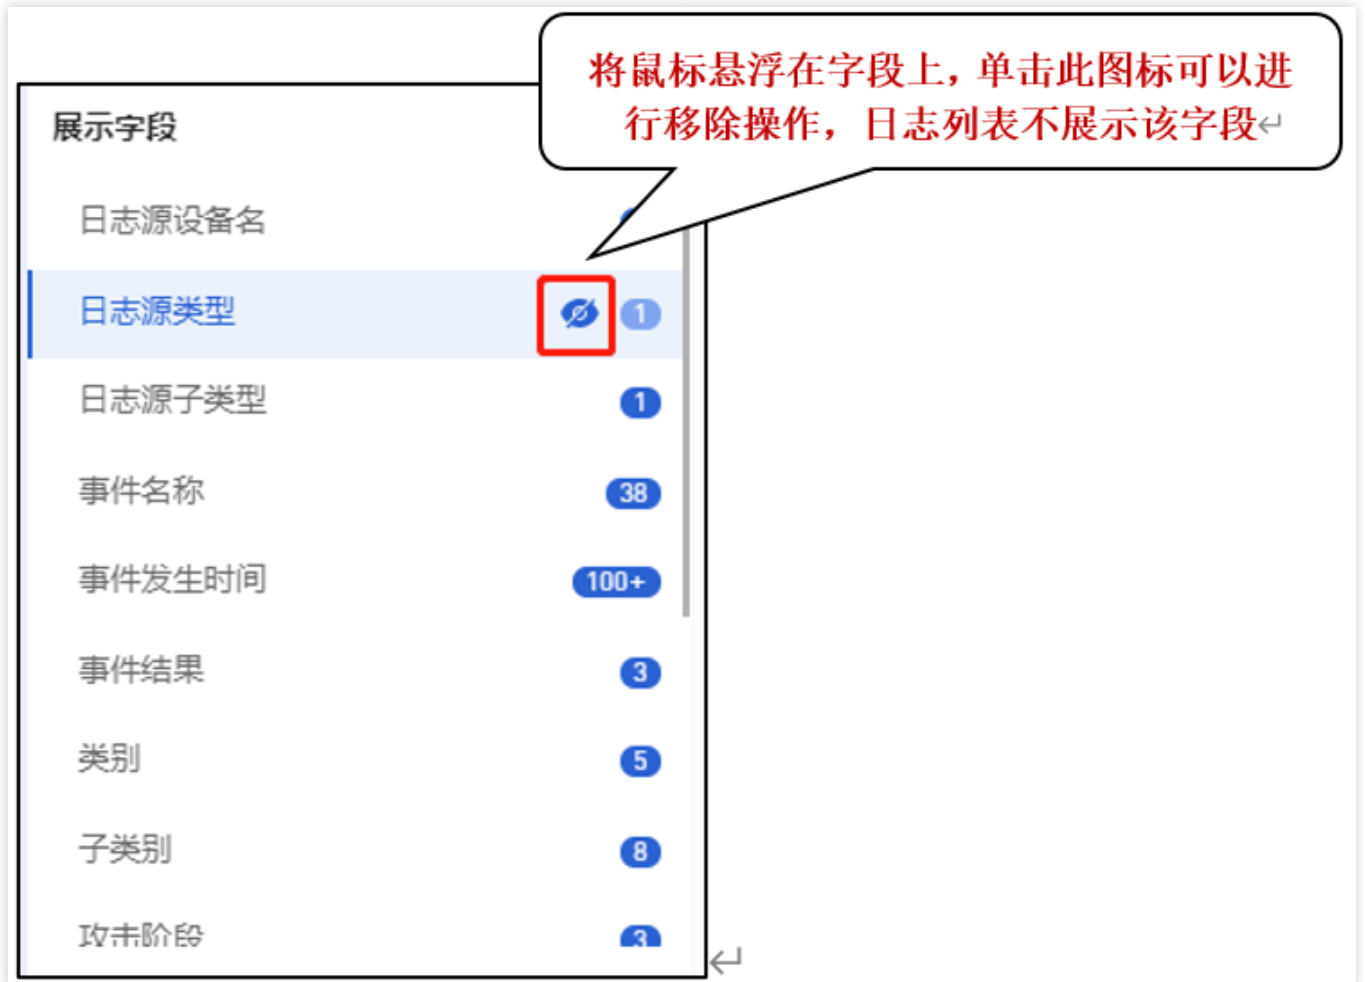 将鼠标悬浮在字段上，单击此图标可以进
行移除操作，日志列表不展示该字段
展示字段
日志源设备名
日志源类型 1
日志源子类型 1
事件名称 38
事件发生时间 100+
事件结果 3
类别 5
子类别 8
攻击阶段 3